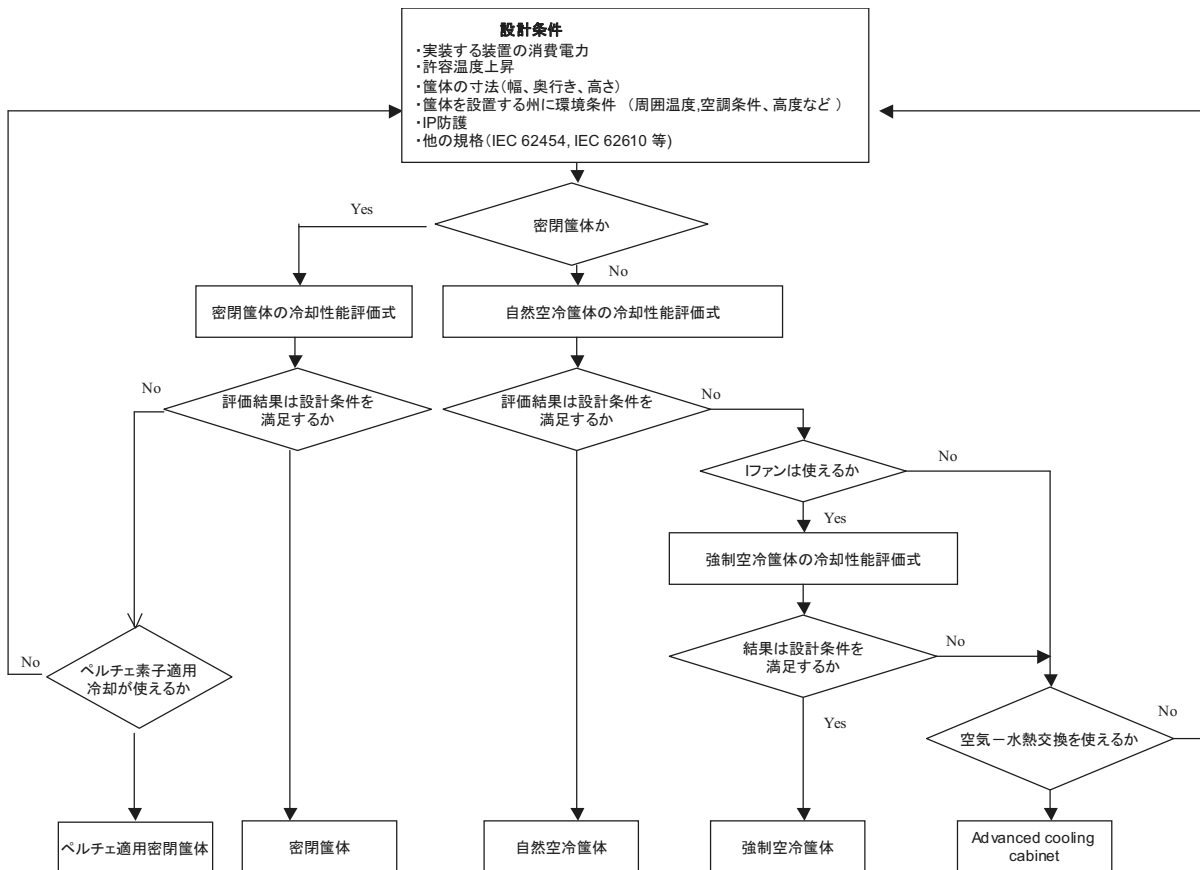 設計条件
・実装する装置の消費電力
・許容温度上昇
・筐体の寸法(幅、奥行き、高さ)
・筐体を設置する州に環境条件 (周囲温度,空調条件、高度など )
・IP防護
・他の規格(IEC 62454, IEC 62610 等)
Yes
密閉筐体か
No
密閉筐体の冷却性能評価式
自然空冷筐体の冷却性能評価式
No
評価結果は設計条件を
満足するか
評価結果は設計条件を
満足するか
No
Iファンは使えるか
No
Yes
強制空冷筐体の冷却性能評価式
No
ペルチェ素子適用
冷却が使えるか
結果は設計条件を
満足するか
No
Yes
空気-水熱交換を使えるか
No
ペルチェ適用密閉筐体
密閉筐体
自然空冷筐体
強制空冷筐体
Advanced cooling
cabinet